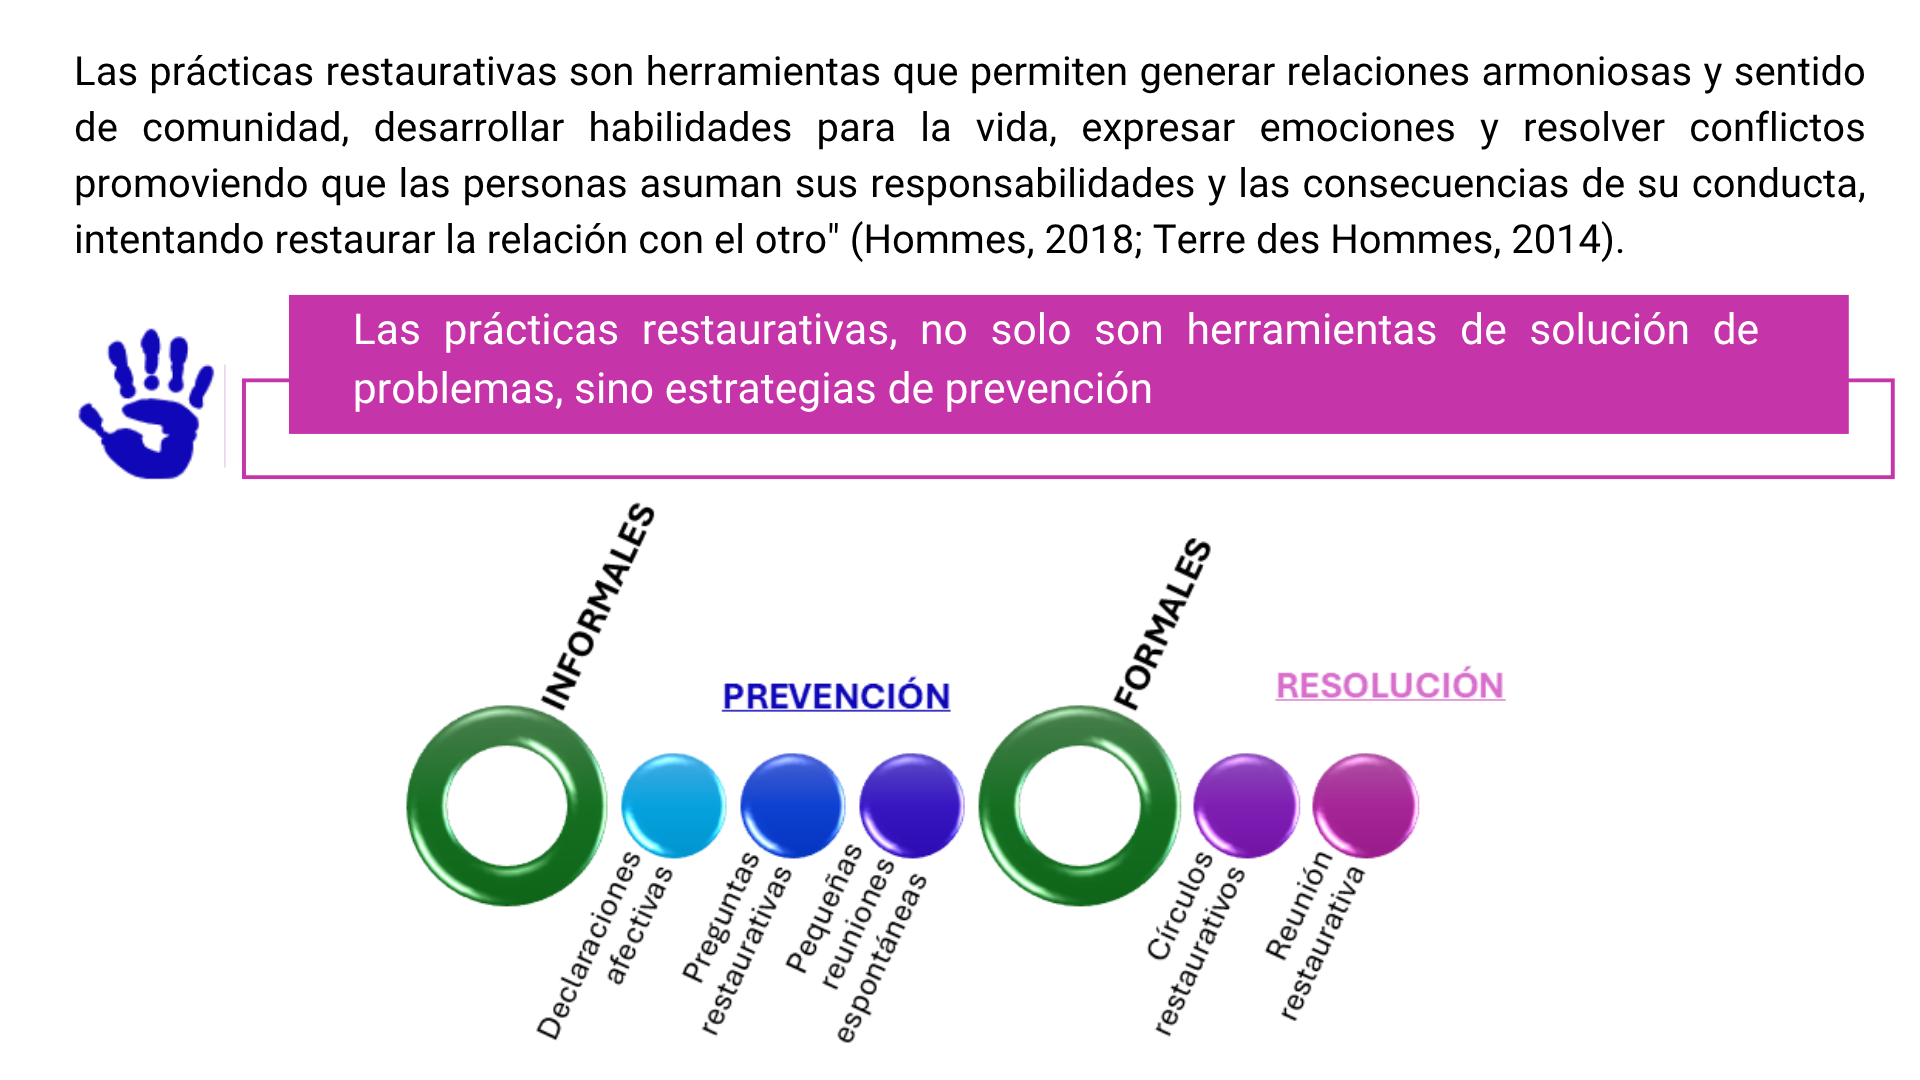 Las prácticas restaurativas son herramientas que permiten generar relaciones armoniosas y sentido
de comunidad, desarrollar habilidades para la vida, expresar emociones y resolver conflictos
promoviendo que las personas asuman sus responsabilidades y las consecuencias de su conducta,
intentando restaurar la relación con el otro" (Hommes, 2018; Terre des Hommes, 2014).
Las prácticas restaurativas, no solo son herramientas de solución de
problemas, sino estrategias de prevención
INFORMALES
PREVENCIÓN
Declaraciones
afectivas
Preguntas
restaurativas
Pequeñas
reuniones
espontáneas
FORMALES
RESOLUCIÓN
Círculos
restaurativos
Reunión
restaurativa